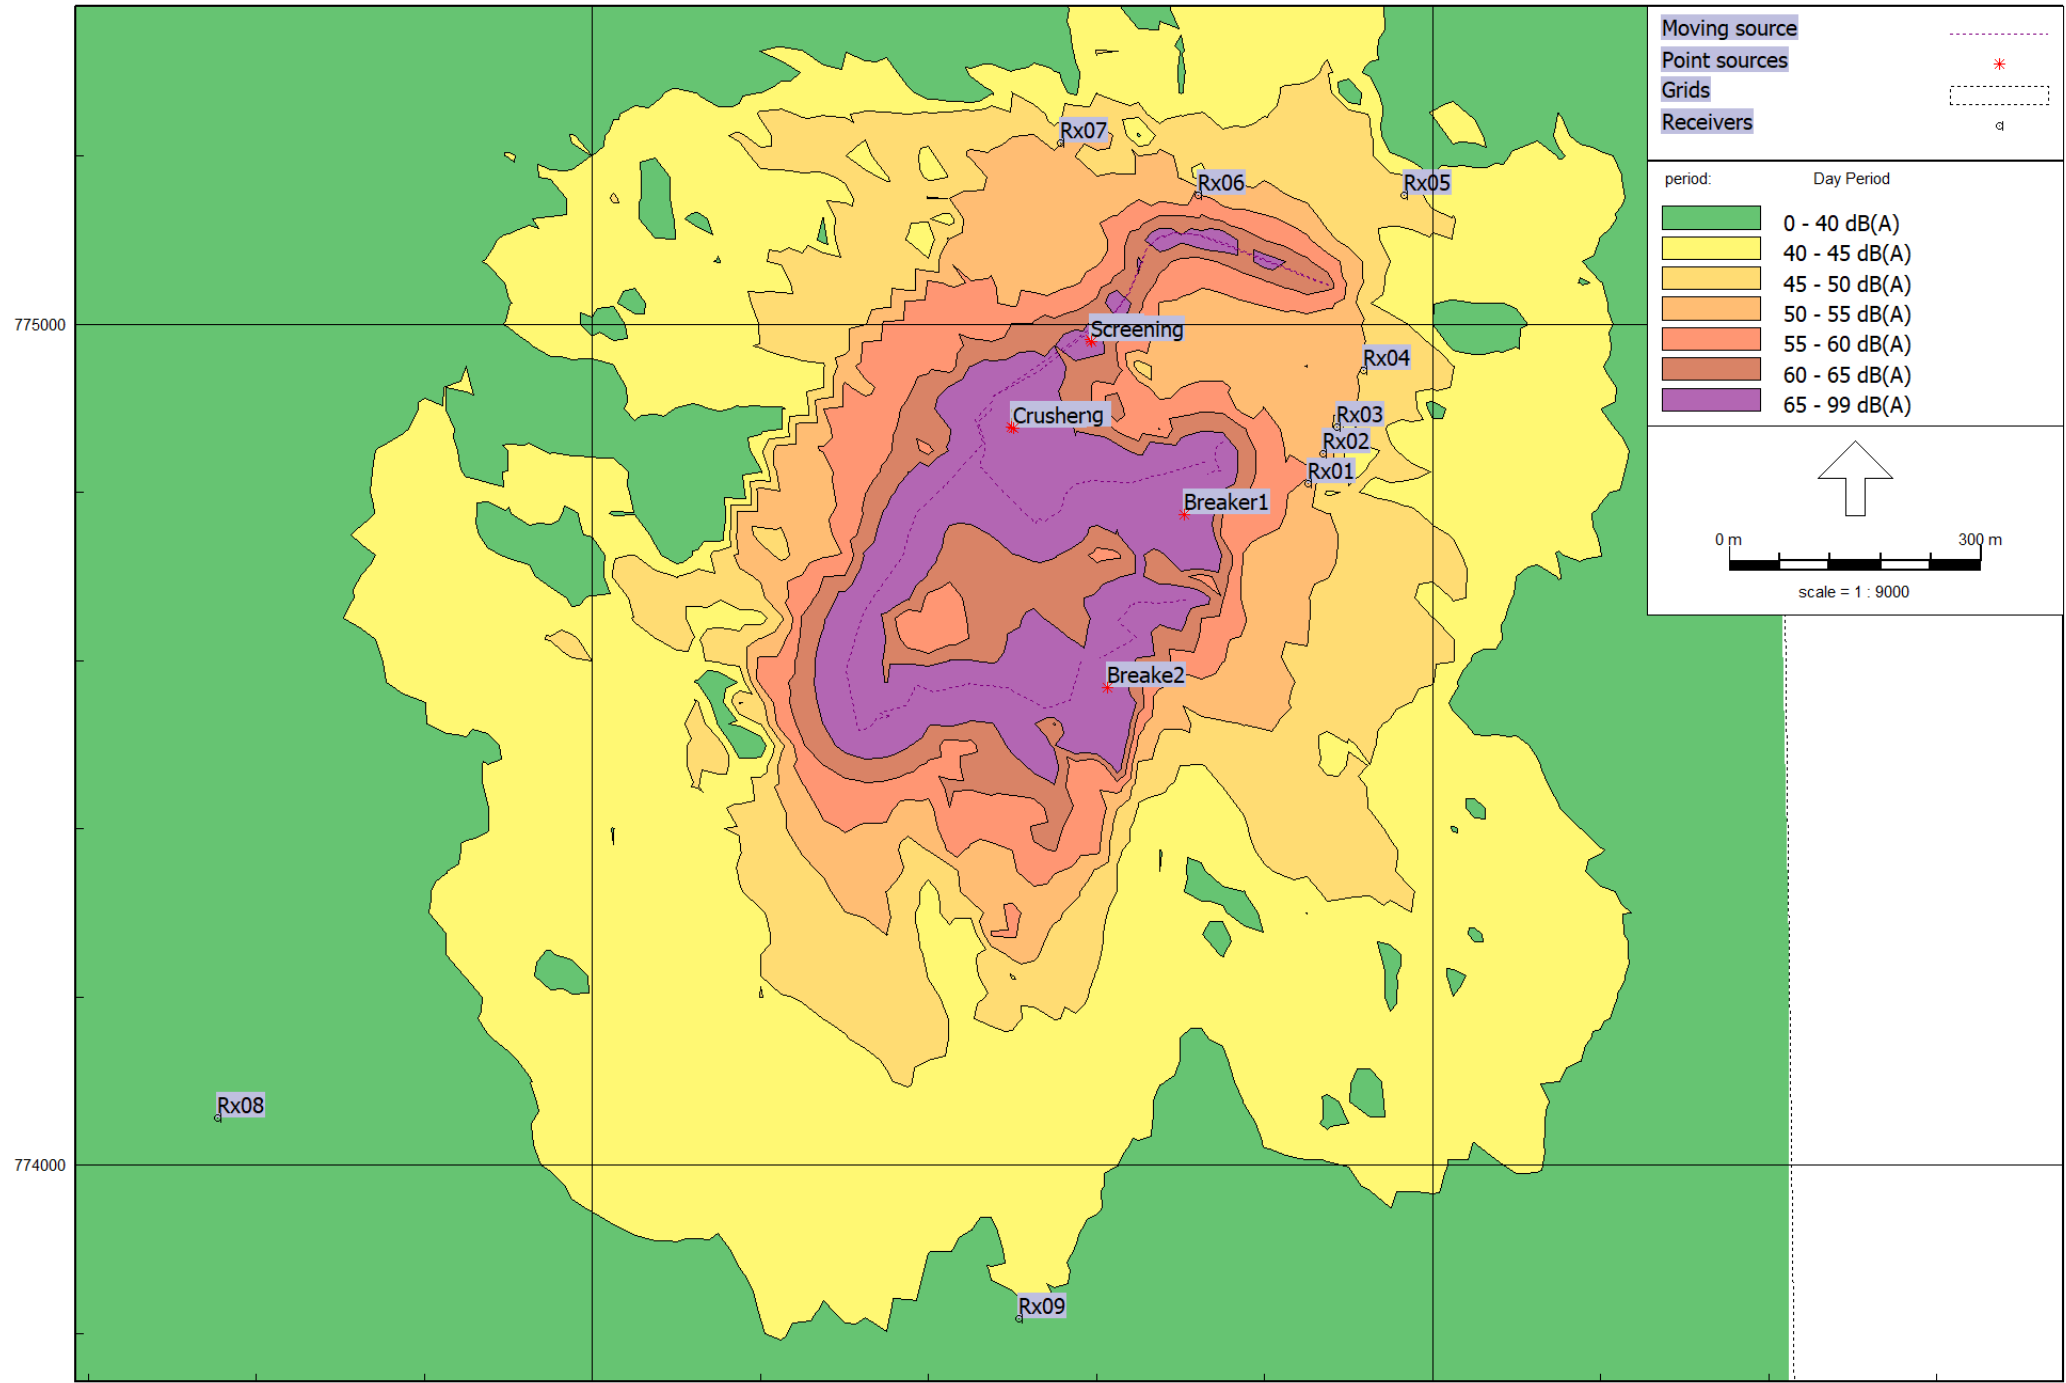 Moving source
Point sources
Grids
Receivers
period: Day Period
0 - 40 dB(A)
40 - 45 dB(A)
45 - 50 dB(A)
50 - 55 dB(A)
55 - 60 dB(A)
60 - 65 dB(A)
65 - 99 dB(A)
0 m 300 m
scale = 1 : 9000
Rx07
Rx06
Rx05
775000
Screening
Rx04
Crusherng
Rx03
Rx02
Rx01
Breaker1
Breake2
Rx08
774000
Rx09